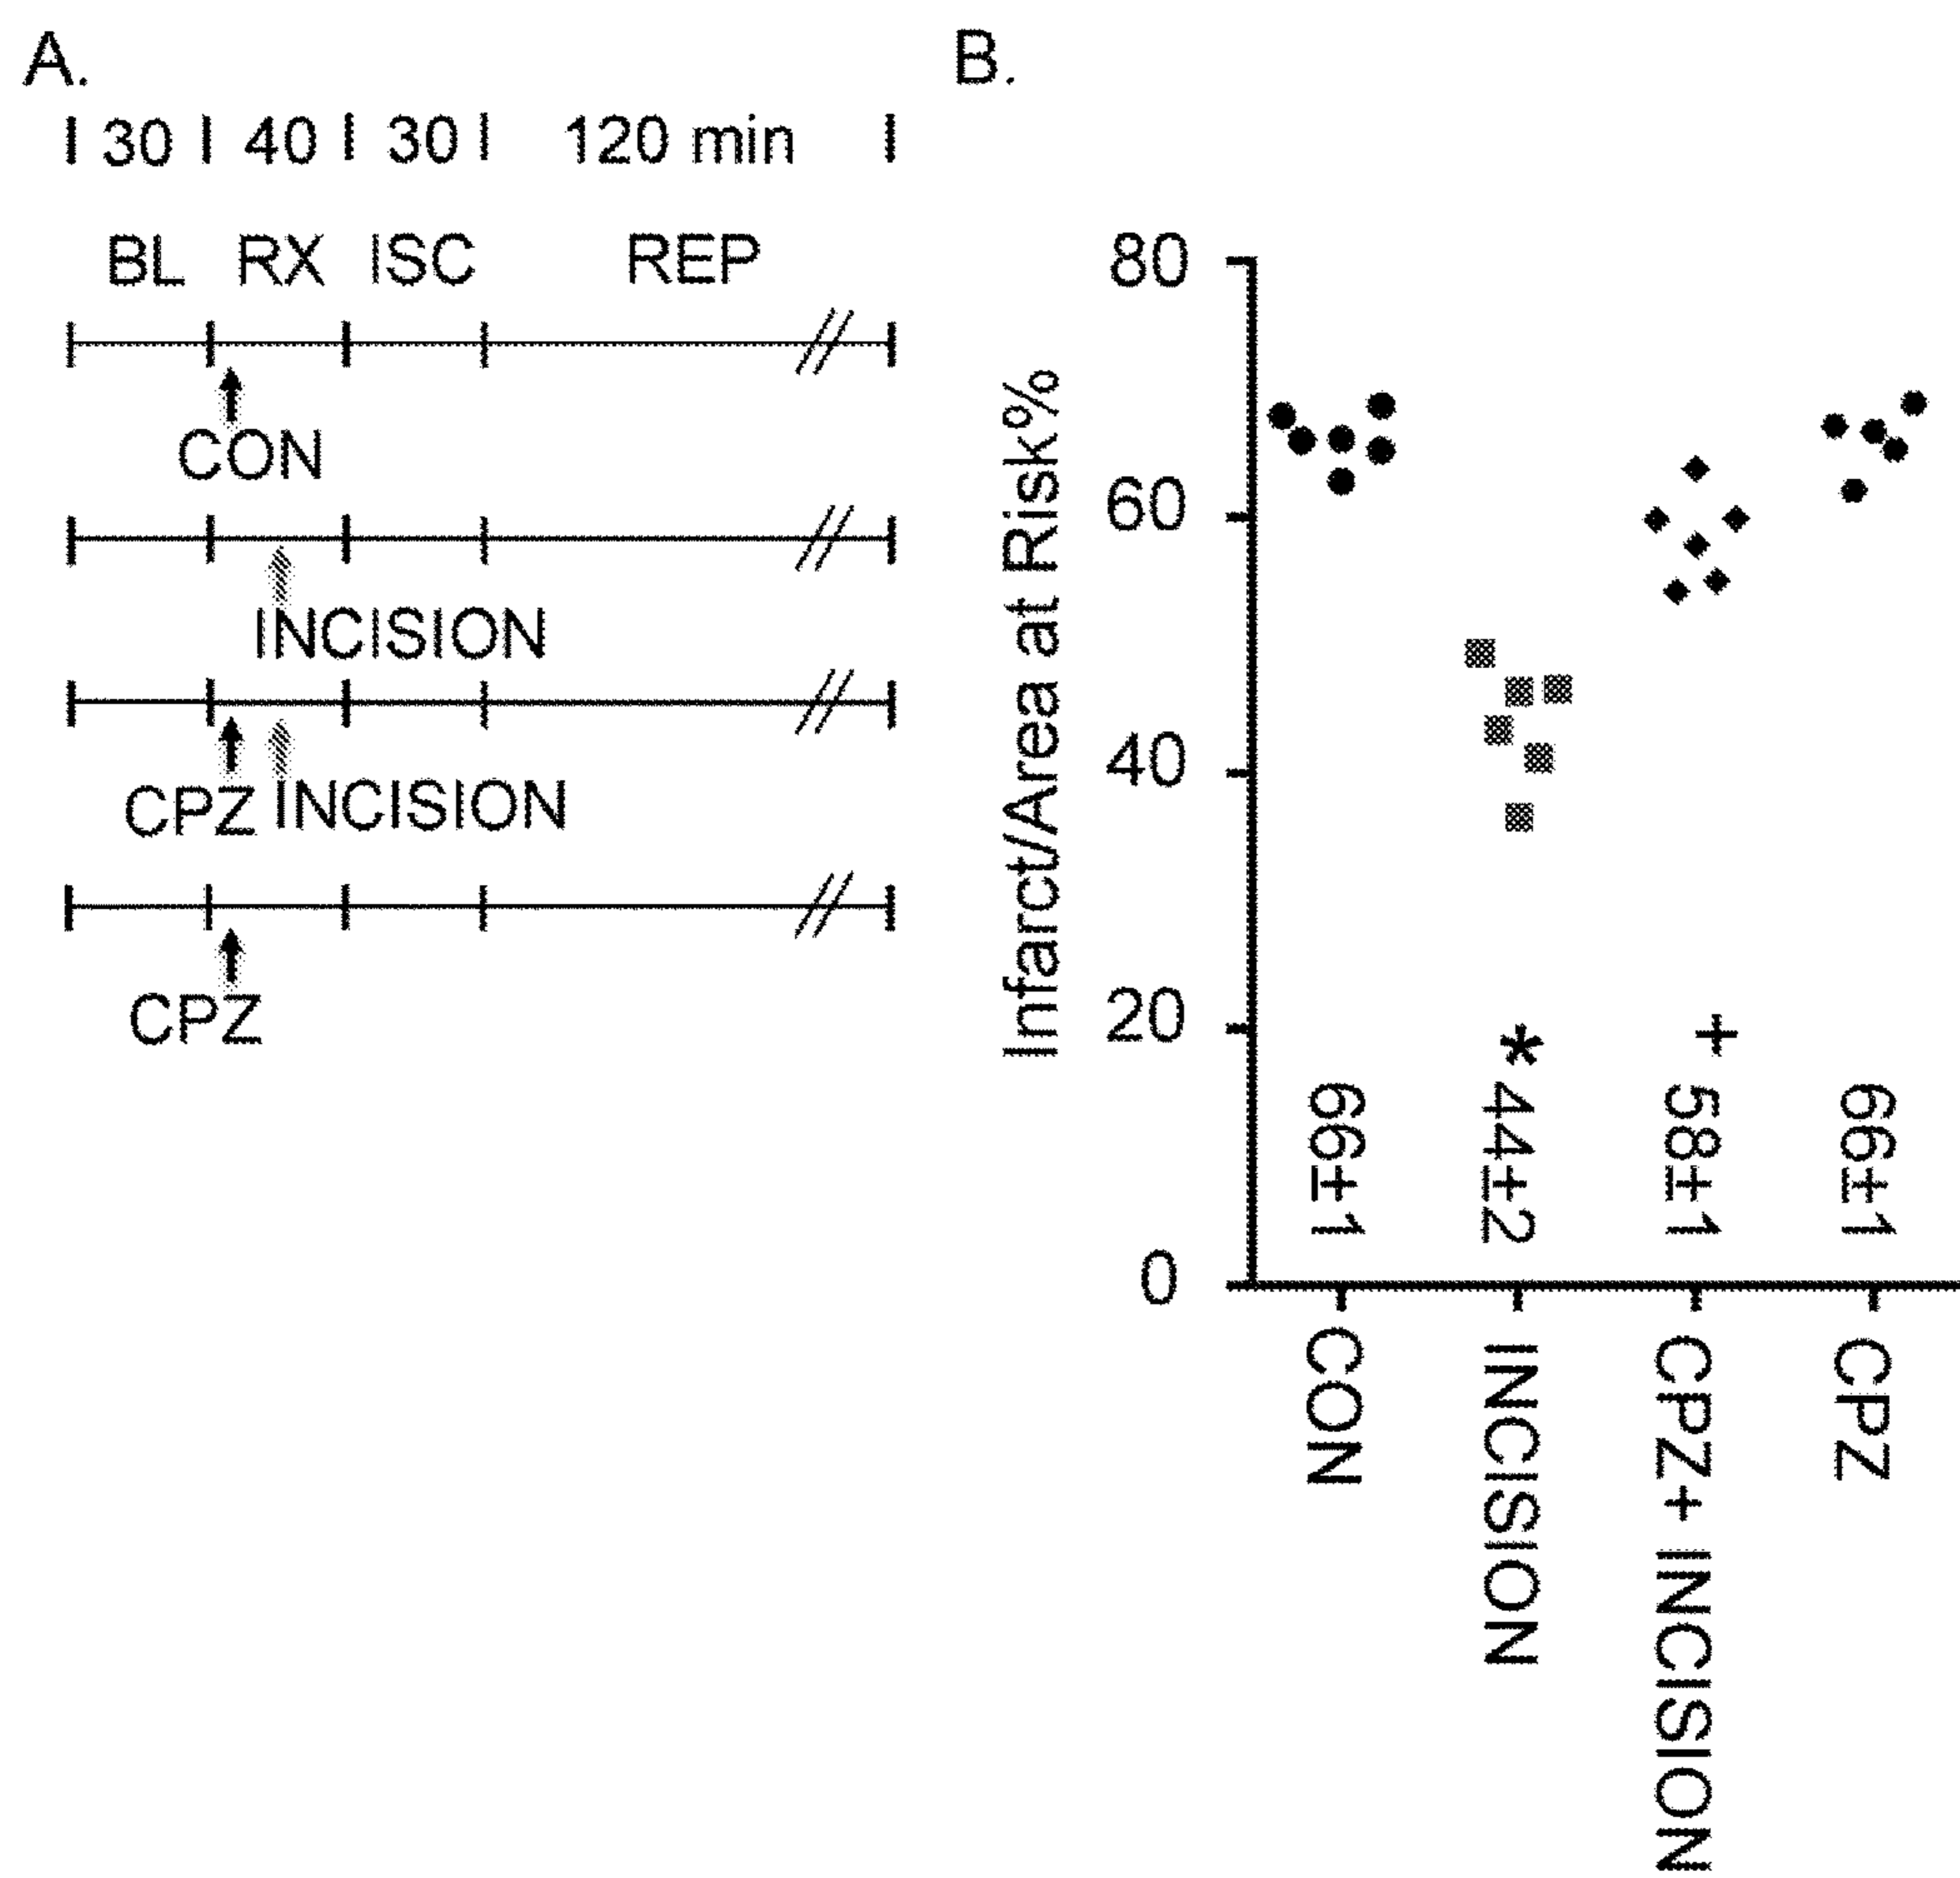 A.
| 30 | 40 | 30 | 120 min |
BL RX ISC REP
CON
INCISION
CPZ INCISION
CPZ
B.
Infarct/Area at Risk%
80
60
40
20
0
* +
66±1
44±2
58±1
66±1
CON
INCISION
CPZ+ INCISION
CPZ